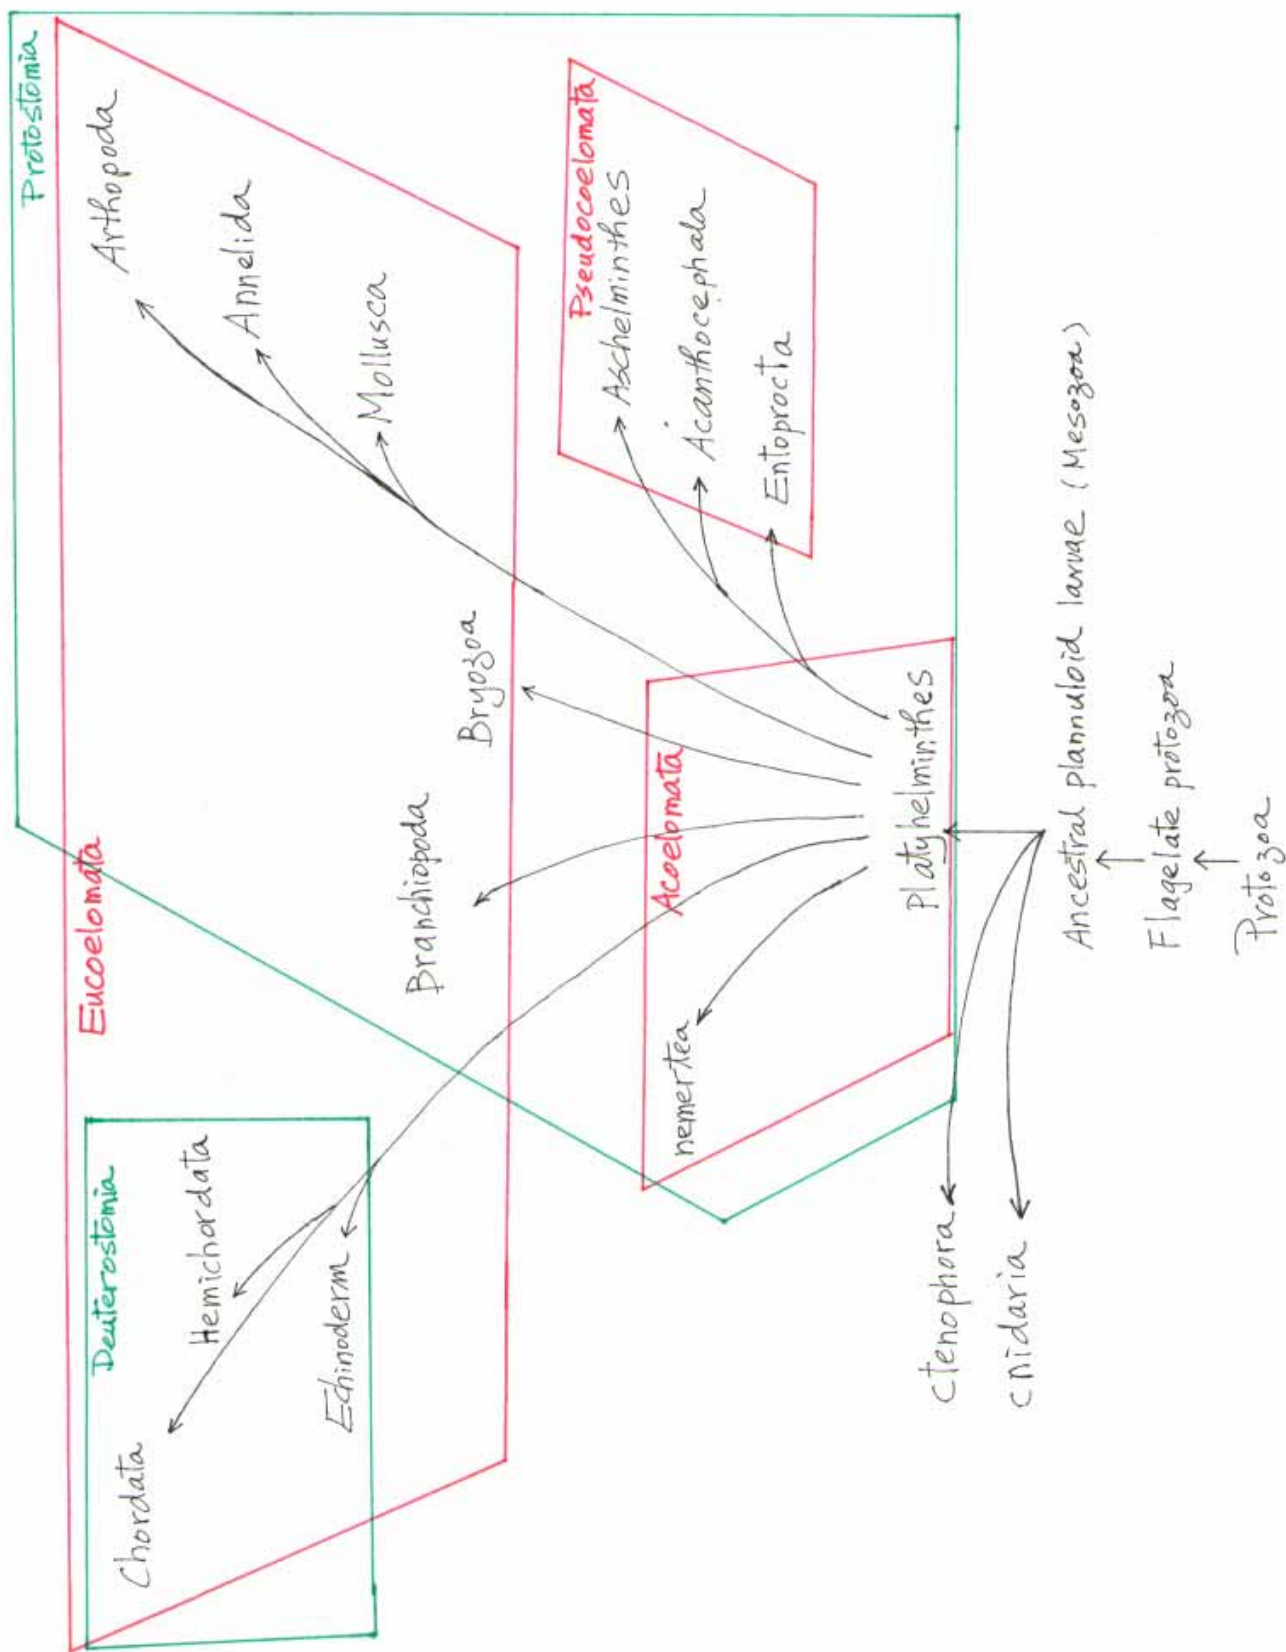 Protostomia
Eucoelomata
Deuterostomia
Chordata
Hemichordata
Echinoderm
Arthopoda
Annelida
Mollusca
Bryozoa
Branchiopoda
Pseudocoelomata
Aschelminthes
Acanthocephala
Entoprocta
Acoelomata
nemertea
Platyhelminthes
ctenophora
cnidaria
Ancestral plannuloid larvae (Mesozoa)
Flagelate protozoa
Protozoa